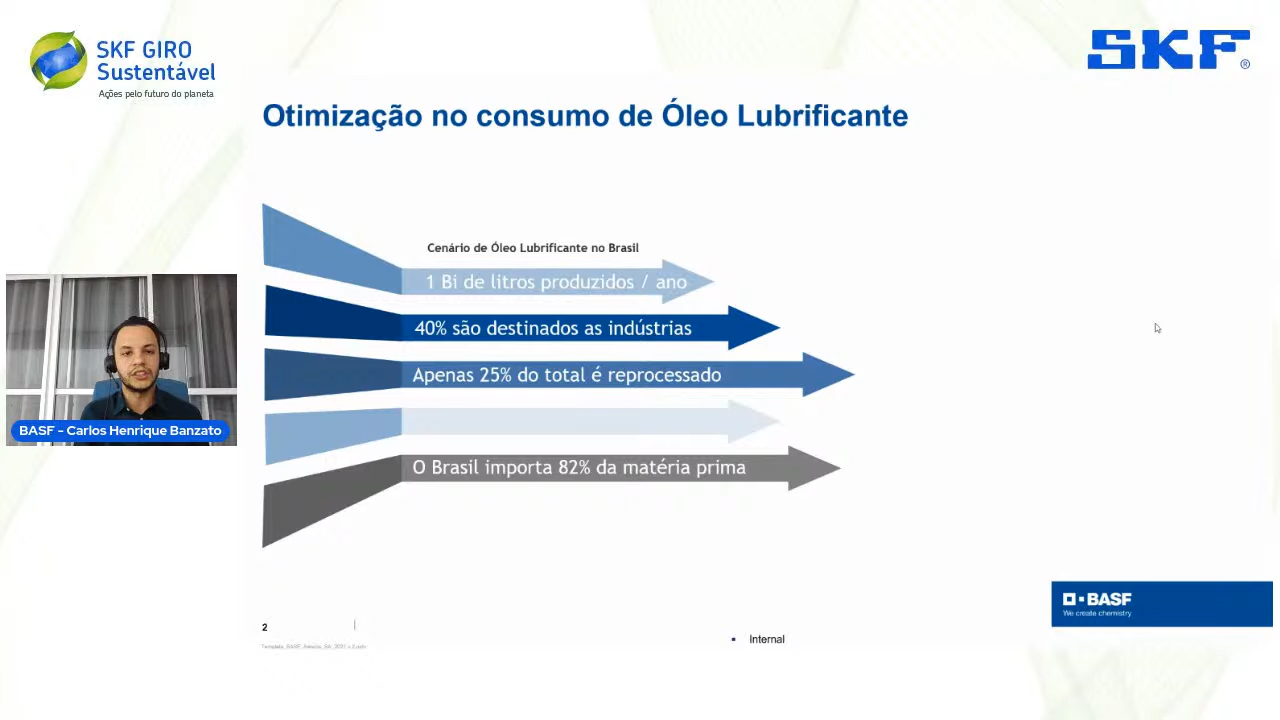 SKF GIRO
Sustentável
Ações pelo futuro do planeta
SKF
®
Otimização no consumo de Óleo Lubrificante
Cenário de Óleo Lubrificante no Brasil
1 Bi de litros produzidos / ano
40% são destinados as indústrias
Apenas 25% do total é reprocessado
O Brasil importa 82% da matéria prima
BASF - Carlos Henrique Banzato
BASF
We create chemistry
2
Internal